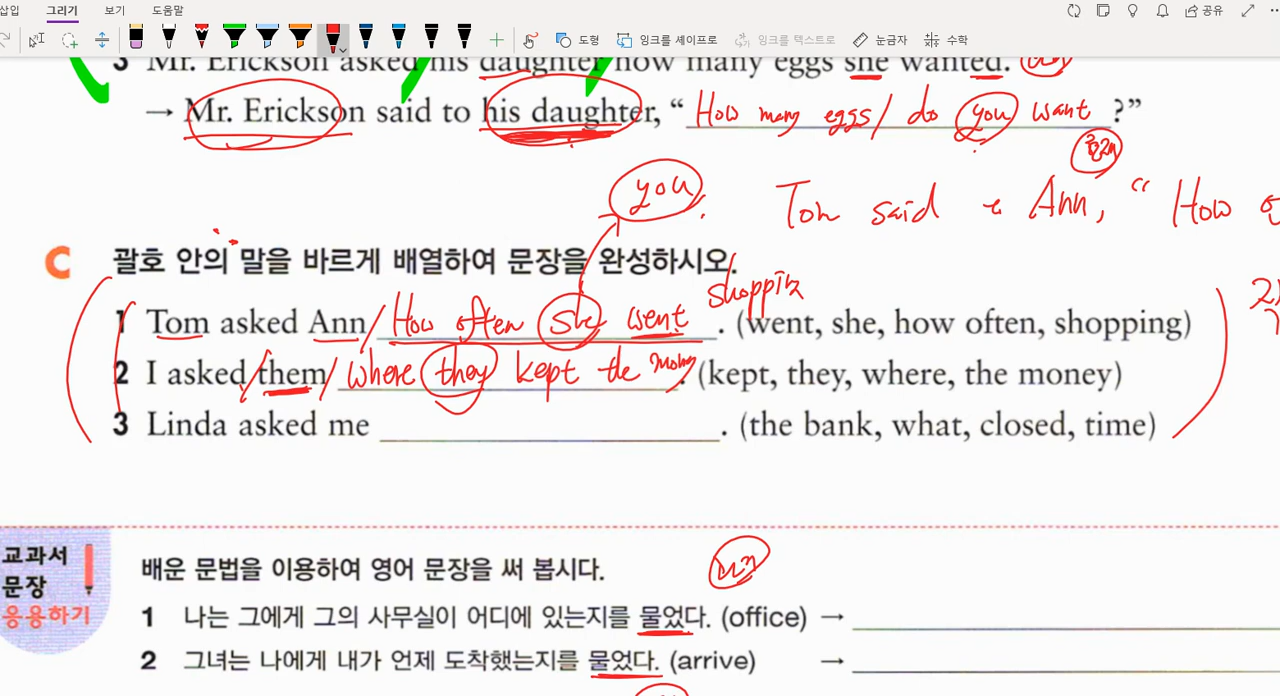 삽입 그리기 보기 도움말
공유
도형 잉크를 셰이프로 잉크를 텍스트로 눈금자 수학
3 Mr. Erickson asked his daughter how many eggs she wanted.
→ Mr. Erickson said to his daughter, “ How many eggs / do you want ?”
you
Tom said to Ann, “ How
C 괄호 안의 말을 바르게 배열하여 문장을 완성하시오.
shopping
1 Tom asked Ann / How often she went . (went, she, how often, shopping)
2 I asked / them / where they kept the money . (kept, they, where, the money)
3 Linda asked me . (the bank, what, closed, time)
교과서
문장
응용하기
배운 문법을 이용하여 영어 문장을 써 봅시다.
1 나는 그에게 그의 사무실이 어디에 있는지를 물었다. (office) →
2 그녀는 나에게 내가 언제 도착했는지를 물었다. (arrive) →